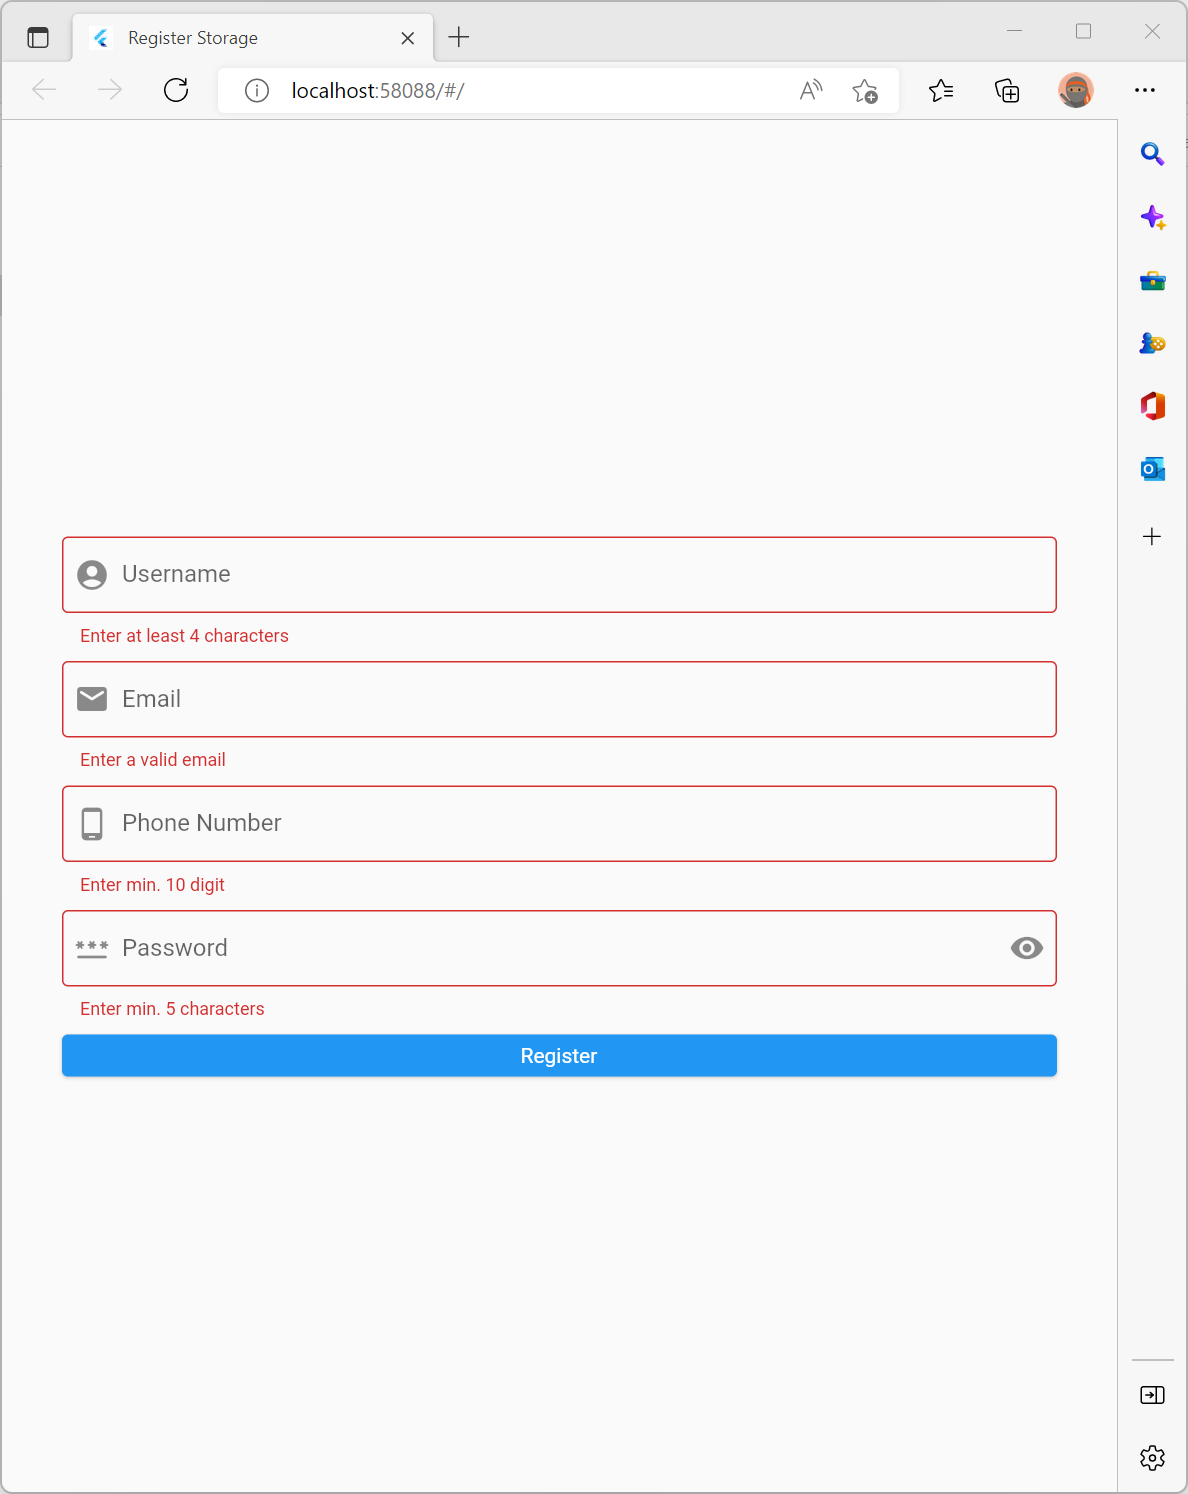 Register Storage
localhost:58088/#/
Username
Enter at least 4 characters
Email
Enter a valid email
Phone Number
Enter min. 10 digit
Password
Enter min. 5 characters
Register